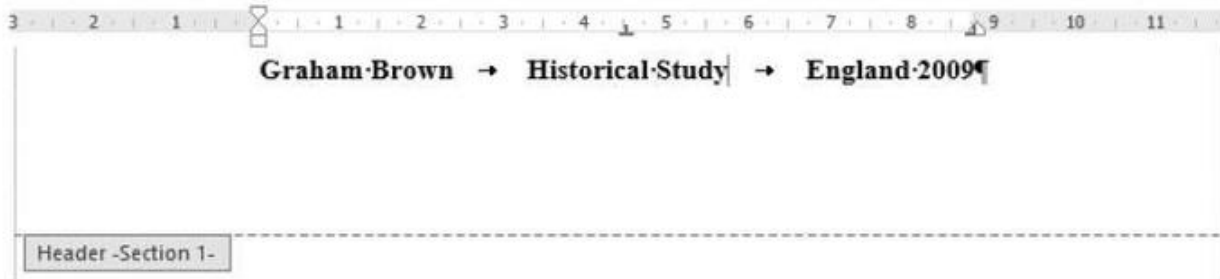 3 2 1 1 2 3 4 5 6 7 8 9 10 11
Graham·Brown → Historical·Study → England·2009¶
Header -Section 1-